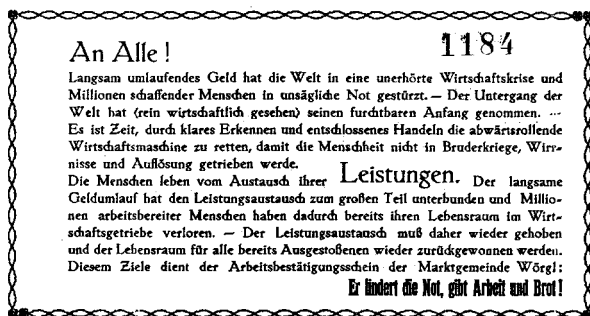 An Alle !
1184
Langsam umlaufendes Geld hat die Welt in eine unerhörte Wirtschaftskrise und
Millionen schaffender Menschen in unsägliche Not gestürzt. — Der Untergang der
Welt hat (rein wirtschaftlich gesehen) seinen furchtbaren Anfang genommen. —
Es ist Zeit, durch klares Erkennen und entschlossenes Handeln die abwärtsrollende
Wirtschaftsmaschine zu retten, damit die Menschheit nicht in Bruderkriege, Wirr-
nisse und Auflösung getrieben werde.
Die Menschen leben vom Austausch ihrer Leistungen. Der langsame
Geldumlauf hat den Leistungsaustausch zum großen Teil unterbunden und Millio-
nen arbeitsbereiter Menschen haben dadurch bereits ihren Lebensraum im Wirt-
schaftsgetriebe verloren. — Der Leistungsaustausch muß daher wieder gehoben
und der Lebensraum für alle bereits Ausgestoßenen wieder zurückgewonnen werden.
Diesem Ziele dient der Arbeitsbestätigungsschein der Marktgemeinde Wörgl:
Er lindert die Not, gibt Arbeit und Brot!